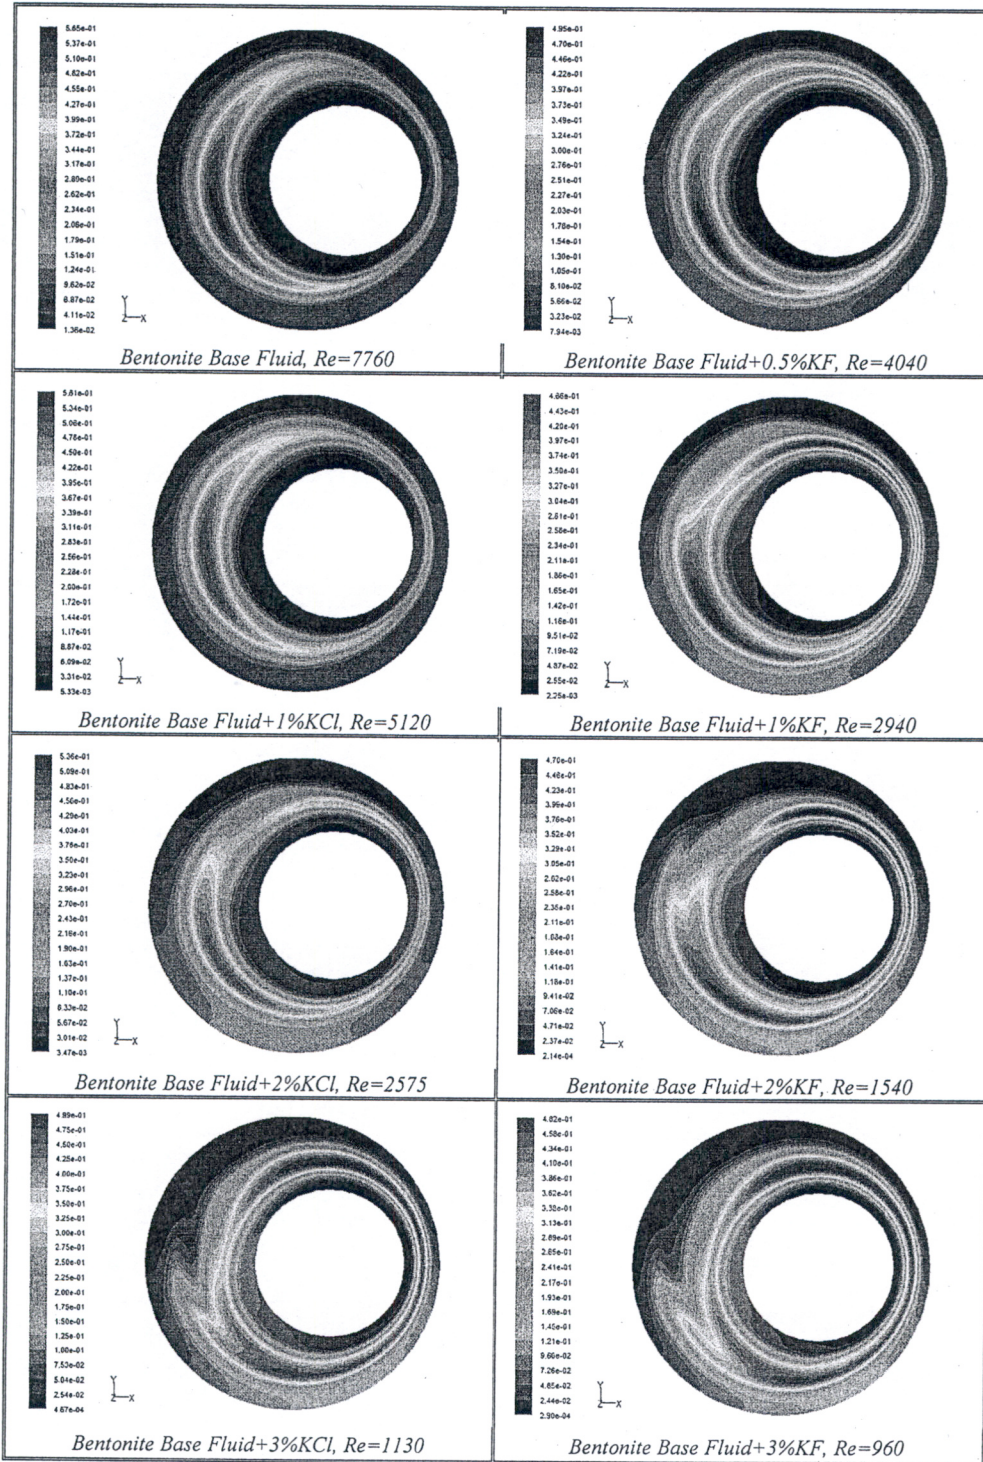 5.65e-01
5.37e-01
5.10e-01
4.82e-01
4.55e-01
4.27e-01
3.99e-01
3.72e-01
3.44e-01
3.17e-01
2.89e-01
2.62e-01
2.34e-01
2.06e-01
1.79e-01
1.51e-01
1.24e-01
9.62e-02
6.87e-02
4.11e-02
1.36e-02
Y
Z X
Bentonite Base Fluid, Re=7760
4.95e-01
4.70e-01
4.46e-01
4.22e-01
3.97e-01
3.73e-01
3.49e-01
3.24e-01
3.00e-01
2.76e-01
2.51e-01
2.27e-01
2.03e-01
1.78e-01
1.54e-01
1.30e-01
1.05e-01
8.10e-02
5.66e-02
3.23e-02
7.94e-03
Y
Z X
Bentonite Base Fluid+0.5%KF, Re=4040
5.61e-01
5.34e-01
5.06e-01
4.78e-01
4.50e-01
4.22e-01
3.95e-01
3.67e-01
3.39e-01
3.11e-01
2.83e-01
2.56e-01
2.28e-01
2.00e-01
1.72e-01
1.44e-01
1.17e-01
8.87e-02
6.09e-02
3.31e-02
5.33e-03
Y
Z X
Bentonite Base Fluid+1%KCl, Re=5120
4.66e-01
4.43e-01
4.20e-01
3.97e-01
3.74e-01
3.50e-01
3.27e-01
3.04e-01
2.81e-01
2.58e-01
2.34e-01
2.11e-01
1.88e-01
1.65e-01
1.42e-01
1.18e-01
9.51e-02
7.19e-02
4.87e-02
2.55e-02
2.25e-03
Y
Z X
Bentonite Base Fluid+1%KF, Re=2940
5.09e-01
4.83e-01
4.56e-01
4.29e-01
4.03e-01
3.76e-01
3.50e-01
3.23e-01
2.96e-01
2.70e-01
2.43e-01
2.16e-01
1.90e-01
1.63e-01
1.37e-01
1.10e-01
5.67e-02
3.01e-02
3.47e-03
Y
Z X
Bentonite Base Fluid+2%KCl, Re=2575
4.70e-01
4.46e-01
4.23e-01
3.99e-01
3.76e-01
3.52e-01
3.29e-01
3.05e-01
2.82e-01
2.58e-01
2.35e-01
2.11e-01
1.88e-01
1.64e-01
1.41e-01
1.18e-01
9.41e-02
7.06e-02
4.71e-02
2.37e-02
2.14e-04
Y
Z X
Bentonite Base Fluid+2%KF, Re=1540
4.75e-01
4.50e-01
4.25e-01
4.00e-01
3.75e-01
3.50e-01
3.25e-01
3.00e-01
2.75e-01
2.50e-01
2.25e-01
2.00e-01
1.75e-01
1.50e-01
1.25e-01
1.00e-01
7.53e-02
5.04e-02
2.54e-02
4.67e-04
Y
Z X
Bentonite Base Fluid+3%KCl, Re=1130
4.82e-01
4.58e-01
4.34e-01
4.10e-01
3.86e-01
3.62e-01
3.38e-01
3.13e-01
2.89e-01
2.65e-01
2.41e-01
2.17e-01
1.93e-01
1.69e-01
1.45e-01
1.21e-01
9.66e-02
7.26e-02
4.85e-02
2.44e-02
2.90e-04
Y
Z X
Bentonite Base Fluid+3%KF, Re=960